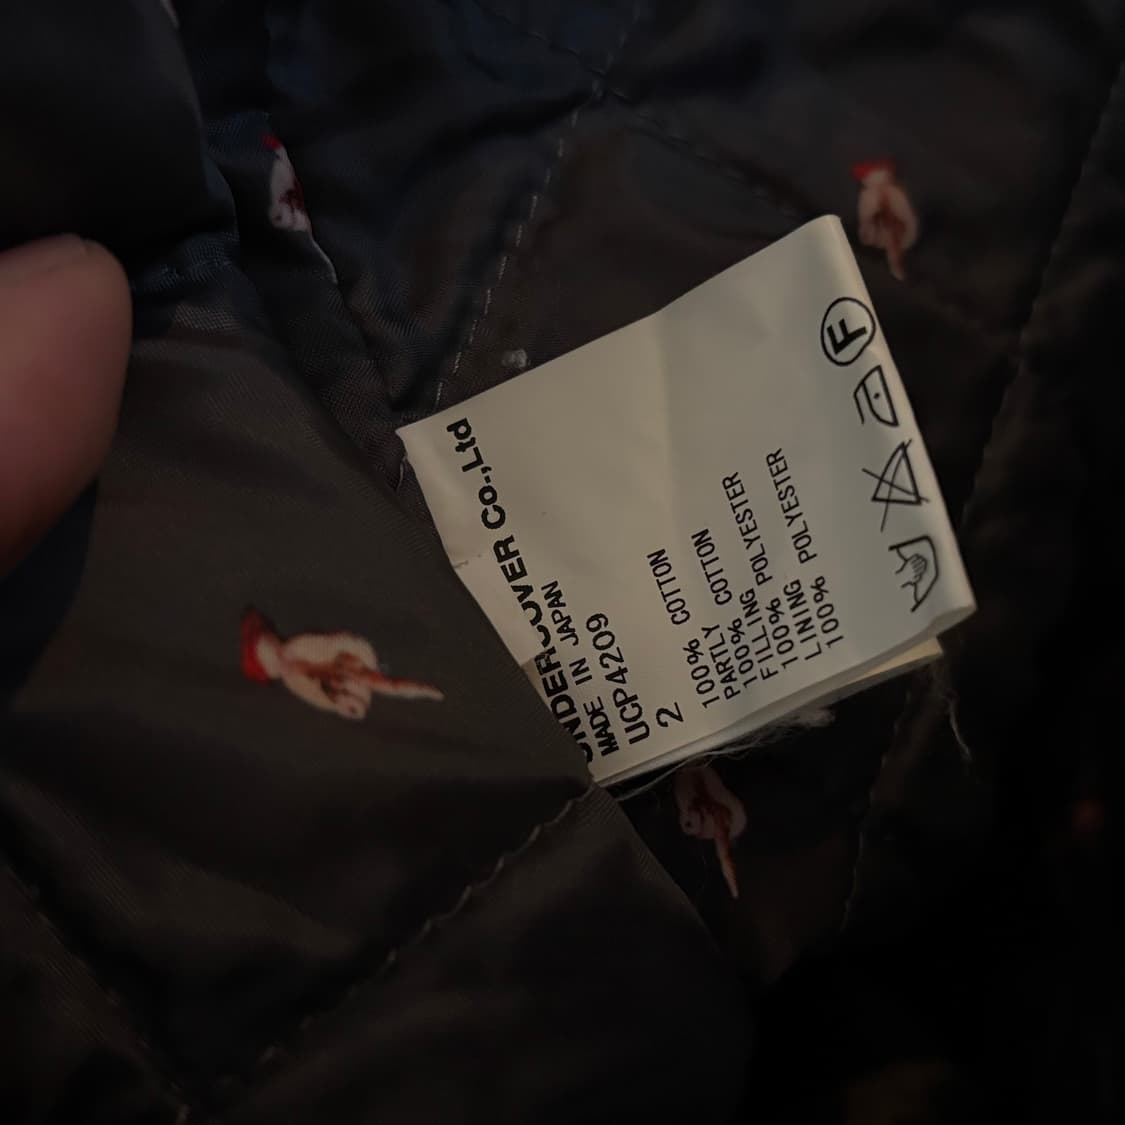 UNDERCOVER Co.,Ltd
MADE IN JAPAN
UCP4209
2
100% COTTON
PARTLY
100% COTTON
FILLING
100% POLYESTER
LINING
100% POLYESTER
F